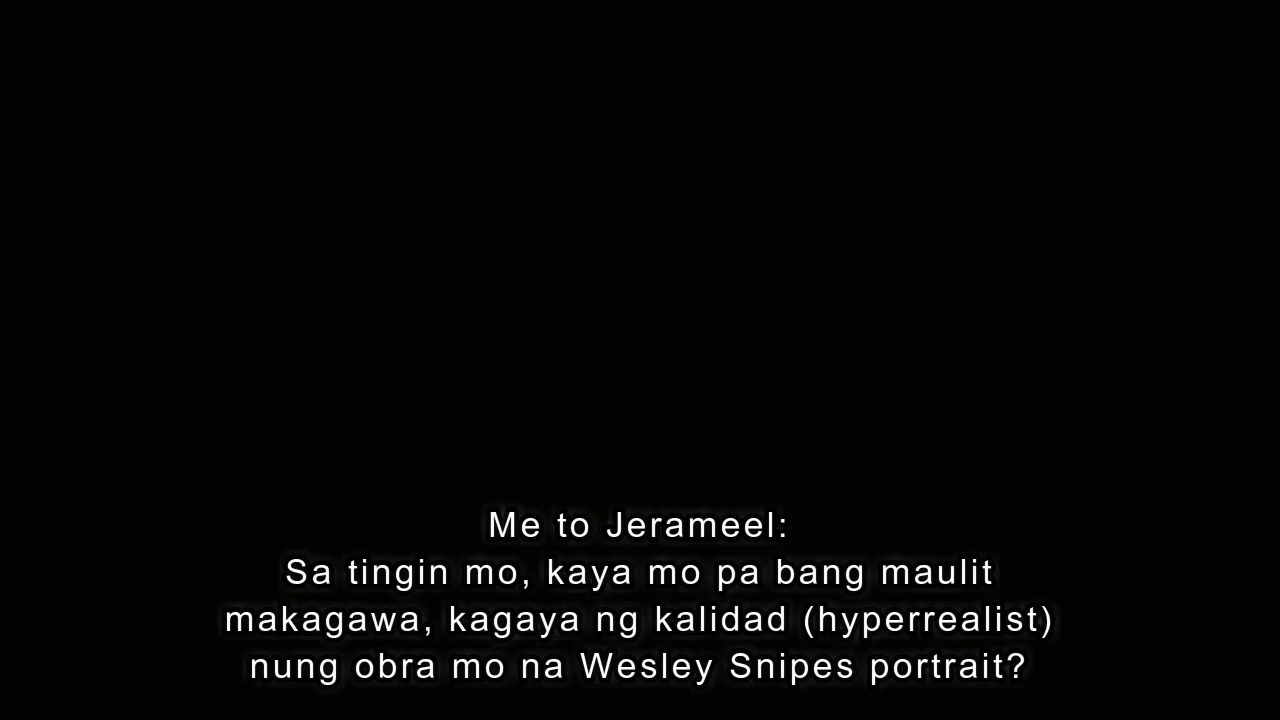 Me to Jerameel:
Sa tingin mo, kaya mo pa bang maulit
makagawa, kagaya ng kalidad (hyperrealist)
nung obra mo na Wesley Snipes portrait?